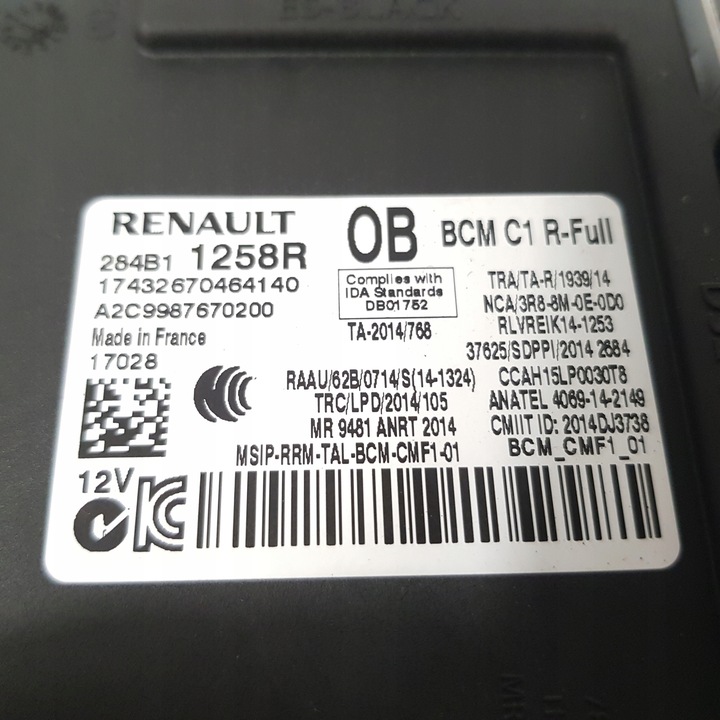 RENAULT
284B1 1258R
17432670464140
A2C9987670200
Made in France
17028
0B BCM C1 R-Full
Complies with
IDA Standards
DB01752
TA-2014/768
TRA/TA-R/1939/14
NCA/3R8-8M-0E-0D0
RLVREIK14-1253
37625/SDPPI/2014 2684
RAAU/62B/0714/S(14-1324)
TRC/LPD/2014/105
MR 9481 ANRT 2014
MSIP-RRM-TAL-BCM-CMF1-01
CCAH15LP0030T8
ANATEL 4069-14-2149
CMIIT ID: 2014DJ3738
BCM_CMF1_01
12V